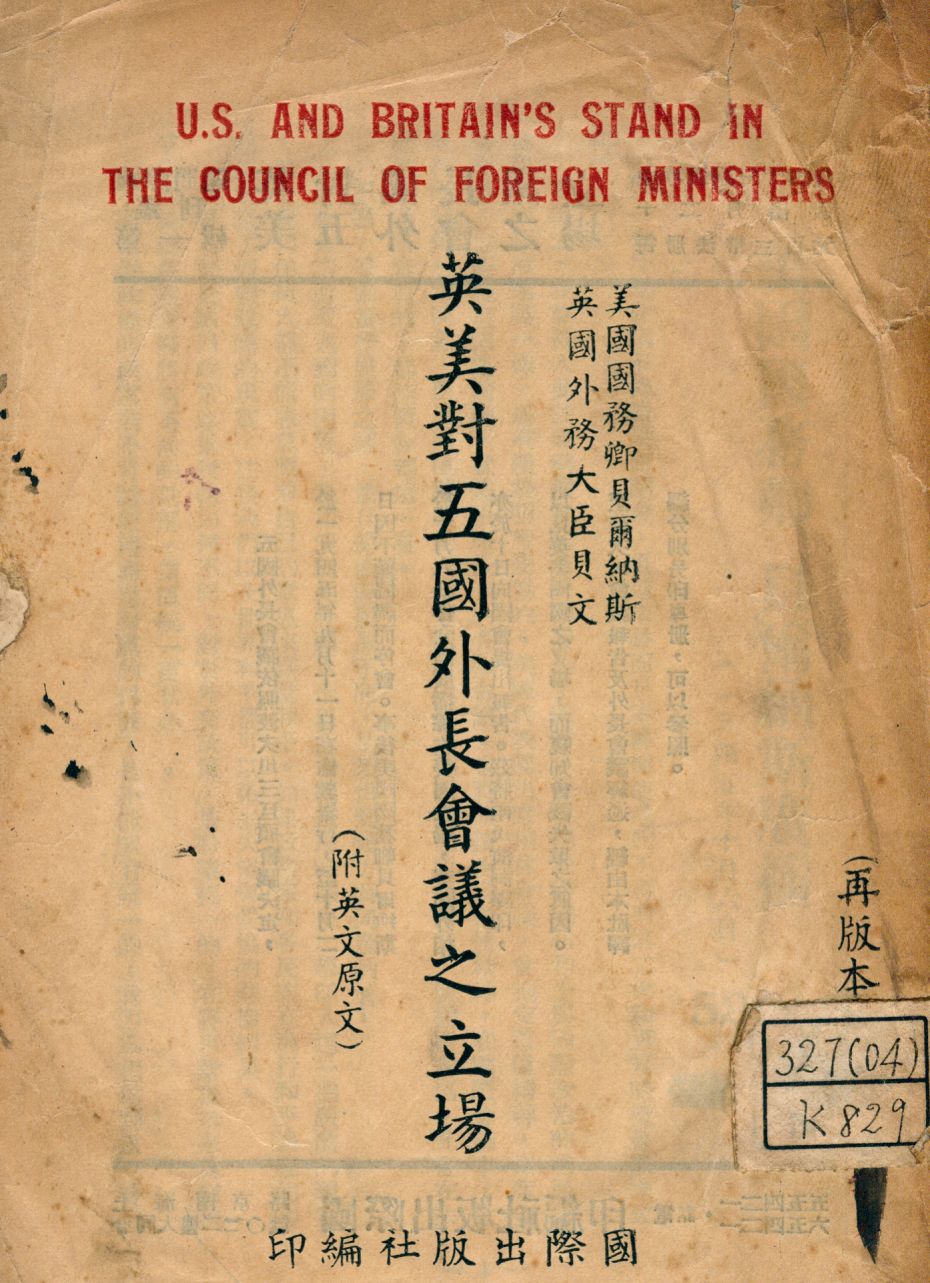 U.S. AND BRITAIN'S STAND IN
THE COUNCIL OF FOREIGN MINISTERS
美國國務卿貝爾納斯
英國外務大臣貝文
英美對五國外長會議之立場
(附英文原文)
(再版本
327(04)
K829
印編社版出際國